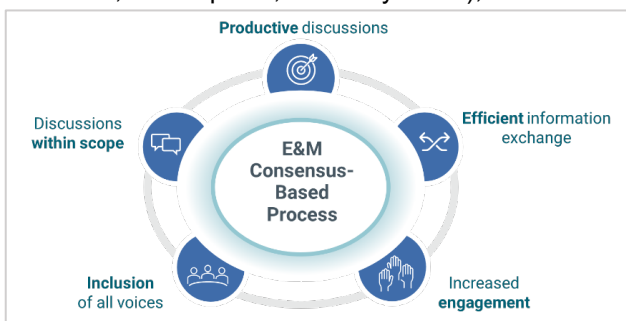 Productive discussions
Discussions
within scope
Efficient information
exchange
E&M
Consensus-
Based
Process
Inclusion
of all voices
Increased
engagement